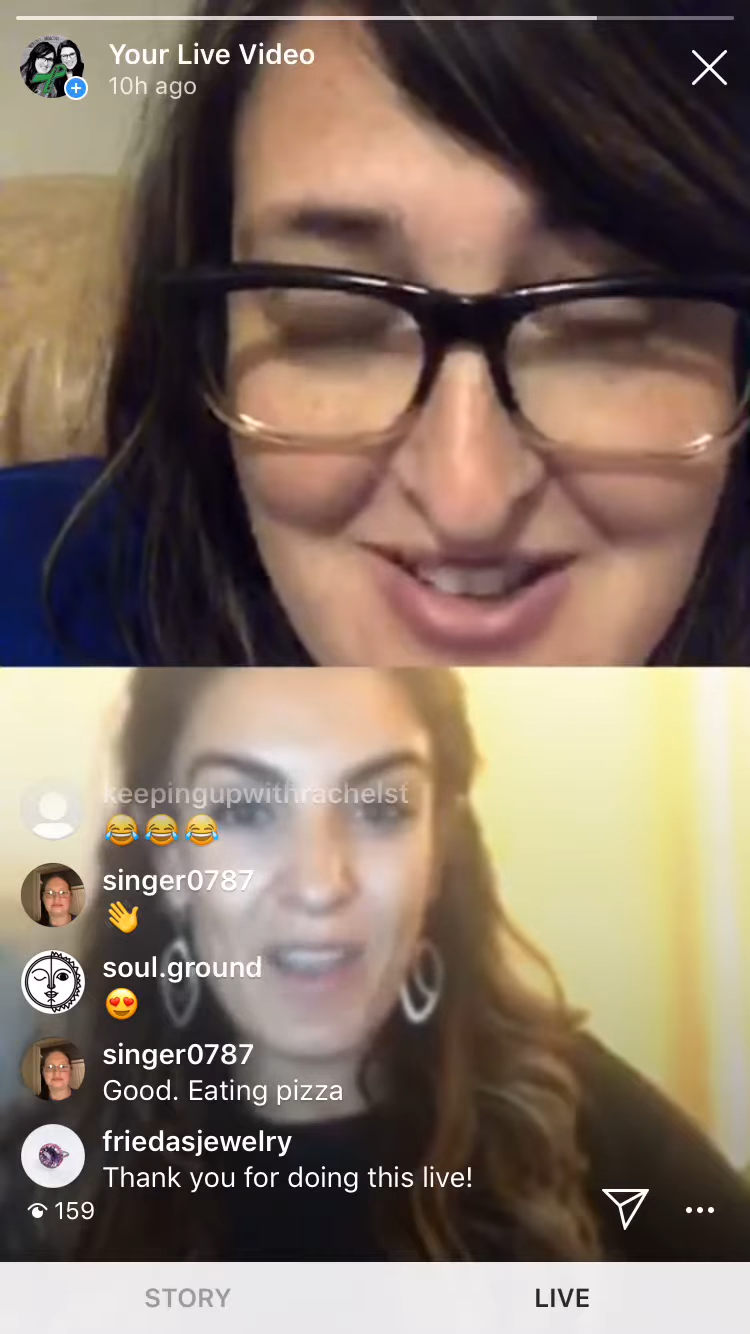 Your Live Video
10h ago
keepingupwithrachelst
😂😂😂
singer0787
👋
soul.ground
😍
singer0787
Good. Eating pizza
friedasjewelry
Thank you for doing this live!
159
STORY
LIVE